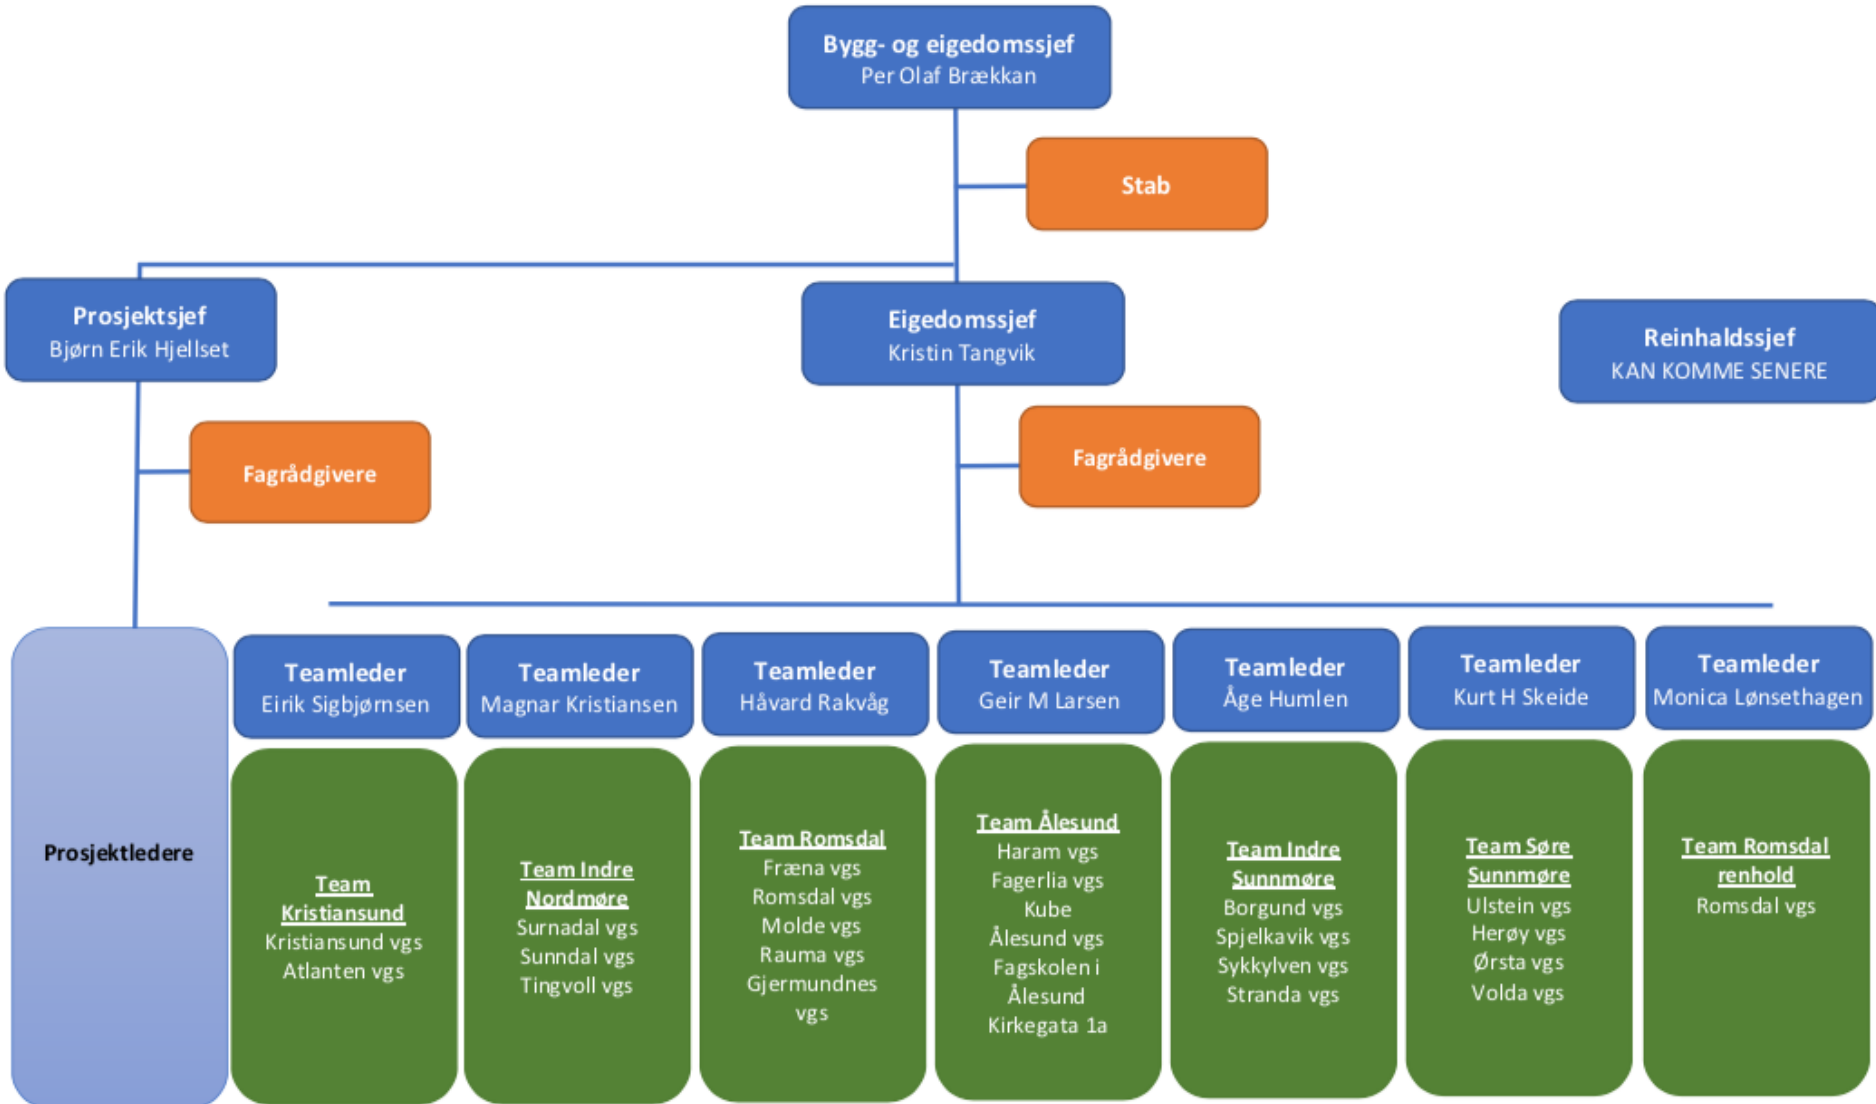 Bygg- og eigedomssjef
Per Olaf Brækkan
Stab
Prosjektsjef
Bjørn Erik Hjellset
Eigedomssjef
Kristin Tangvik
Reinhaldssjef
KAN KOMME SENERE
Fagrådgivere
Fagrådgivere
Prosjektledere
Teamleder
Eirik Sigbjørnsen
Team
Kristiansund
Kristiansund vgs
Atlanten vgs
Teamleder
Magnar Kristiansen
Team Indre
Nordmøre
Surnadal vgs
Sunndal vgs
Tingvoll vgs
Teamleder
Håvard Rakvåg
Team Romsdal
Fræna vgs
Romsdal vgs
Molde vgs
Rauma vgs
Gjermundnes
vgs
Teamleder
Geir M Larsen
Team Ålesund
Haram vgs
Fagerlia vgs
Kube
Ålesund vgs
Fagskolen i
Ålesund
Kirkegata 1a
Teamleder
Åge Humlen
Team Indre
Sunnmøre
Borgund vgs
Spjelkavik vgs
Sykkylven vgs
Stranda vgs
Teamleder
Kurt H Skeide
Team Søre
Sunnmøre
Ulstein vgs
Herøy vgs
Ørsta vgs
Volda vgs
Teamleder
Monica Lønsethagen
Team Romsdal
renhold
Romsdal vgs